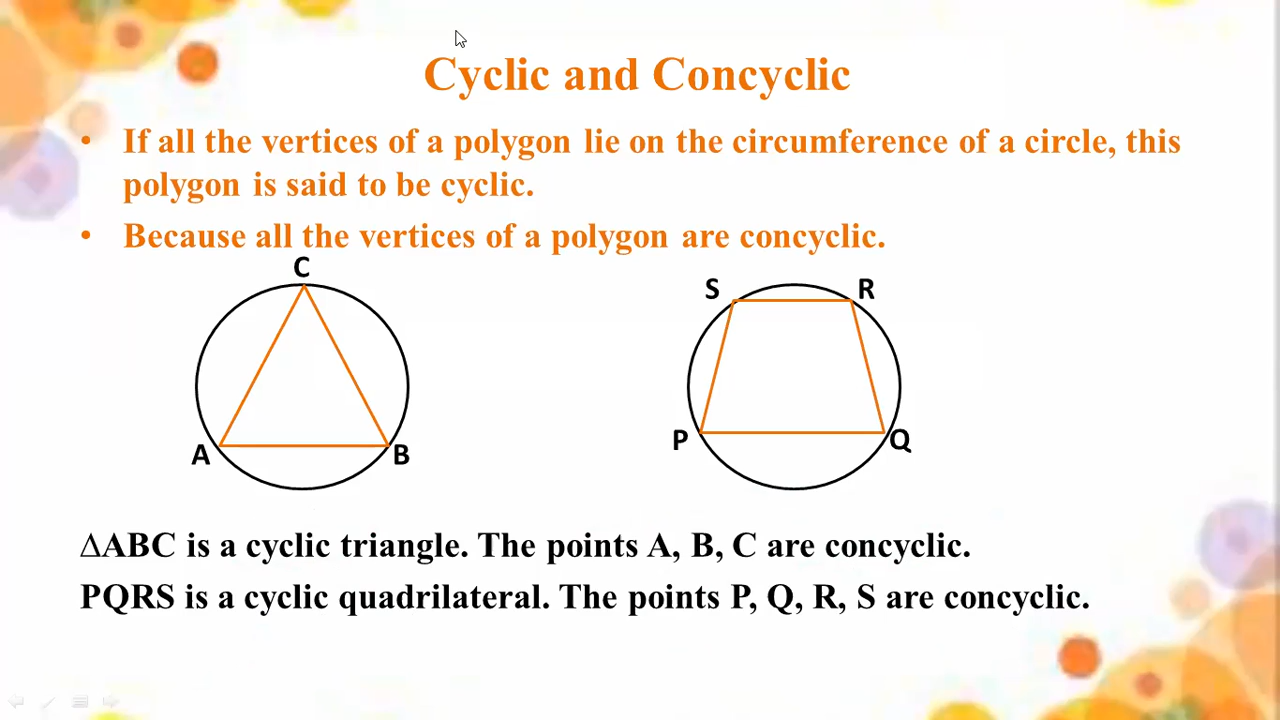 Cyclic and Concyclic
• If all the vertices of a polygon lie on the circumference of a circle, this
polygon is said to be cyclic.
• Because all the vertices of a polygon are concyclic.
C
S R
P Q
A B
∆ABC is a cyclic triangle. The points A, B, C are concyclic.
PQRS is a cyclic quadrilateral. The points P, Q, R, S are concyclic.